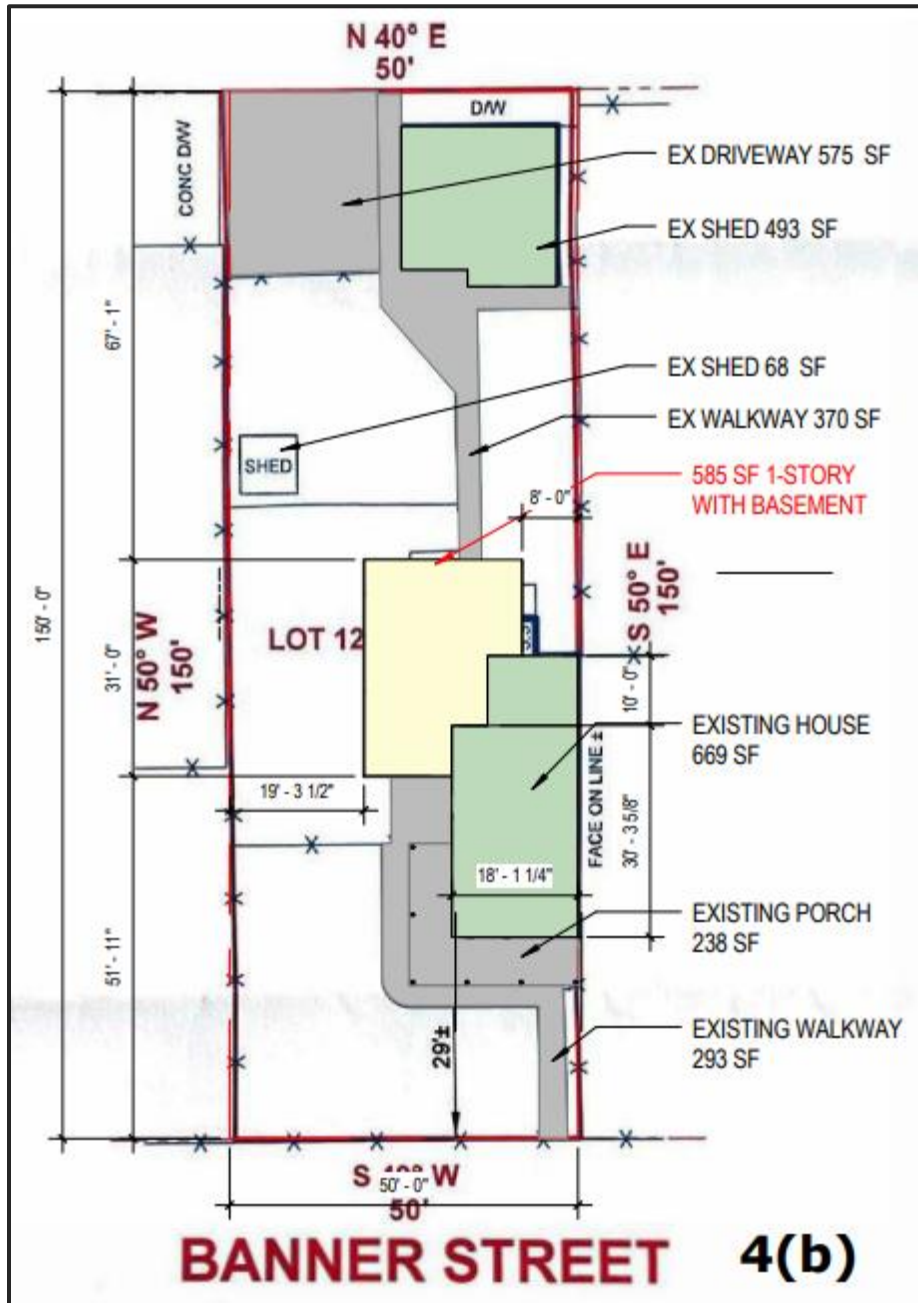 N 40° E
50'
D/W
CONC D/W
EX DRIVEWAY 575 SF
EX SHED 493 SF
67' - 1"
EX SHED 68 SF
EX WALKWAY 370 SF
SHED
585 SF 1-STORY
WITH BASEMENT
8' - 0"
S 50° E
150'
150' - 0"
N 50° W
150'
31' - 0"
LOT 12
10' - 0"
EXISTING HOUSE
669 SF
FACE ON LINE ±
30' - 3 5/8"
19' - 3 1/2"
18' - 1 1/4"
EXISTING PORCH
238 SF
51' - 11"
29'±
EXISTING WALKWAY
293 SF
S W
50' - 0"
50'
BANNER STREET
4(b)